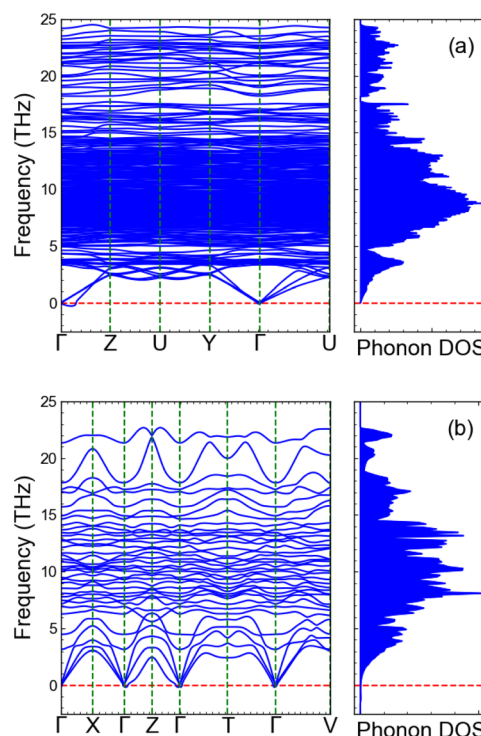 25
20
15
10
5
0
Frequency (THz)
Γ Z U Y Γ U
(a)
Phonon DOS
25
20
15
10
5
0
Frequency (THz)
Γ X Γ Z Γ T Γ V
(b)
Phonon DOS